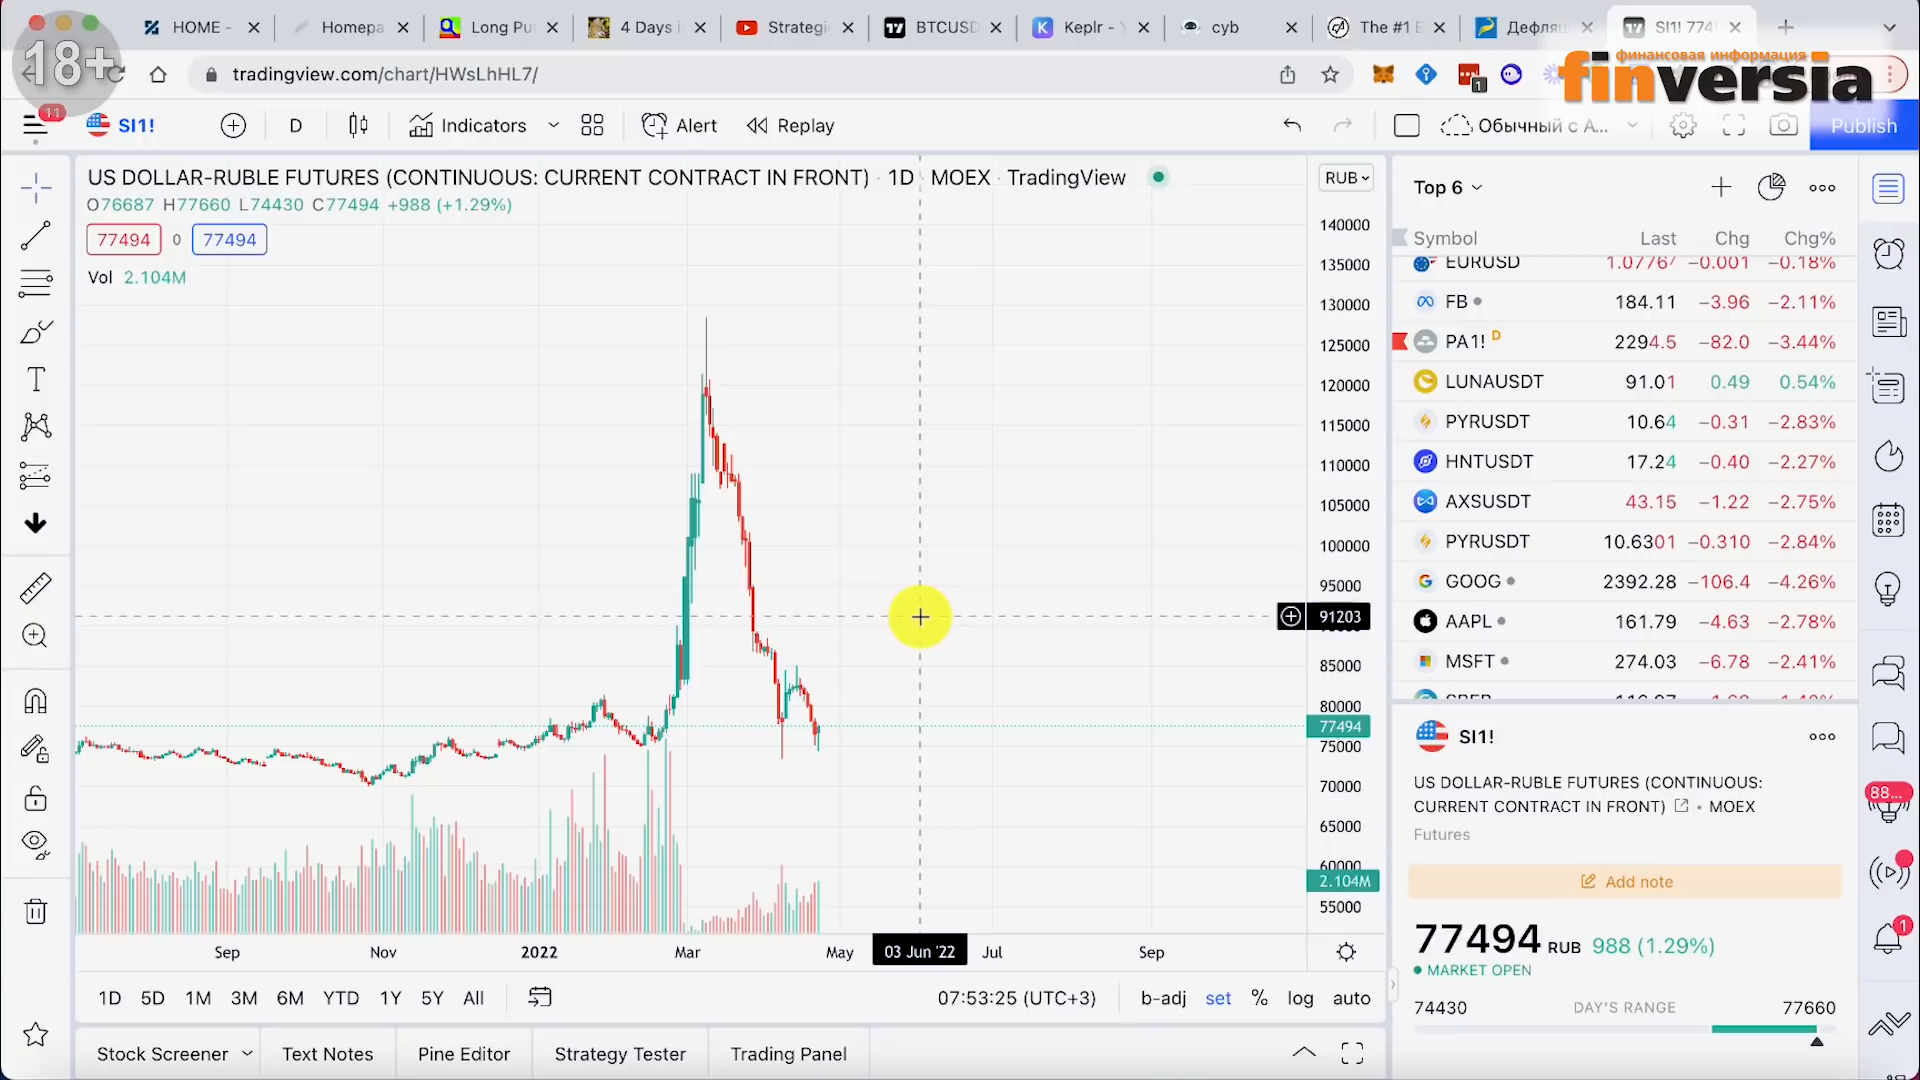 HOME -
Homepa
Long Pu
4 Days i
Strategi
BTCUSD
Keplr -
cyb
The #1 E
Дефляц
SI1! 774
18+
tradingview.com/chart/HWsLhHL7/
1
финансовая информация
finversia
11
SI1!
D
Indicators
Alert
Replay
Обычный с А...
Publish
US DOLLAR-RUBLE FUTURES (CONTINUOUS: CURRENT CONTRACT IN FRONT) · 1D · MOEX · TradingView
RUB
O76687 H77660 L74430 C77494 +988 (+1.29%)
77494 0 77494
Vol 2.104M
140000
135000
130000
125000
120000
115000
110000
105000
100000
95000
91203
85000
80000
77494
75000
70000
65000
60000
2.104M
55000
Sep Nov 2022 Mar May 03 Jun '22 Jul Sep
1D 5D 1M 3M 6M YTD 1Y 5Y All
07:53:25 (UTC+3)
b-adj set % log auto
Stock Screener Text Notes Pine Editor Strategy Tester Trading Panel
Top 6
Symbol Last Chg Chg%
EURUSD 1.07767 −0.001 −0.18%
FB 184.11 −3.96 −2.11%
PA1! D 2294.5 −82.0 −3.44%
LUNAUSDT 91.01 0.49 0.54%
PYRUSDT 10.64 −0.31 −2.83%
HNTUSDT 17.24 −0.40 −2.27%
AXSUSDT 43.15 −1.22 −2.75%
PYRUSDT 10.6301 −0.310 −2.84%
GOOG 2392.28 −106.4 −4.26%
AAPL 161.79 −4.63 −2.78%
MSFT 274.03 −6.78 −2.41%
SI1!
US DOLLAR-RUBLE FUTURES (CONTINUOUS:
CURRENT CONTRACT IN FRONT) • MOEX
Futures
Add note
77494 RUB 988 (1.29%)
MARKET OPEN
74430 DAY'S RANGE 77660
88...
1